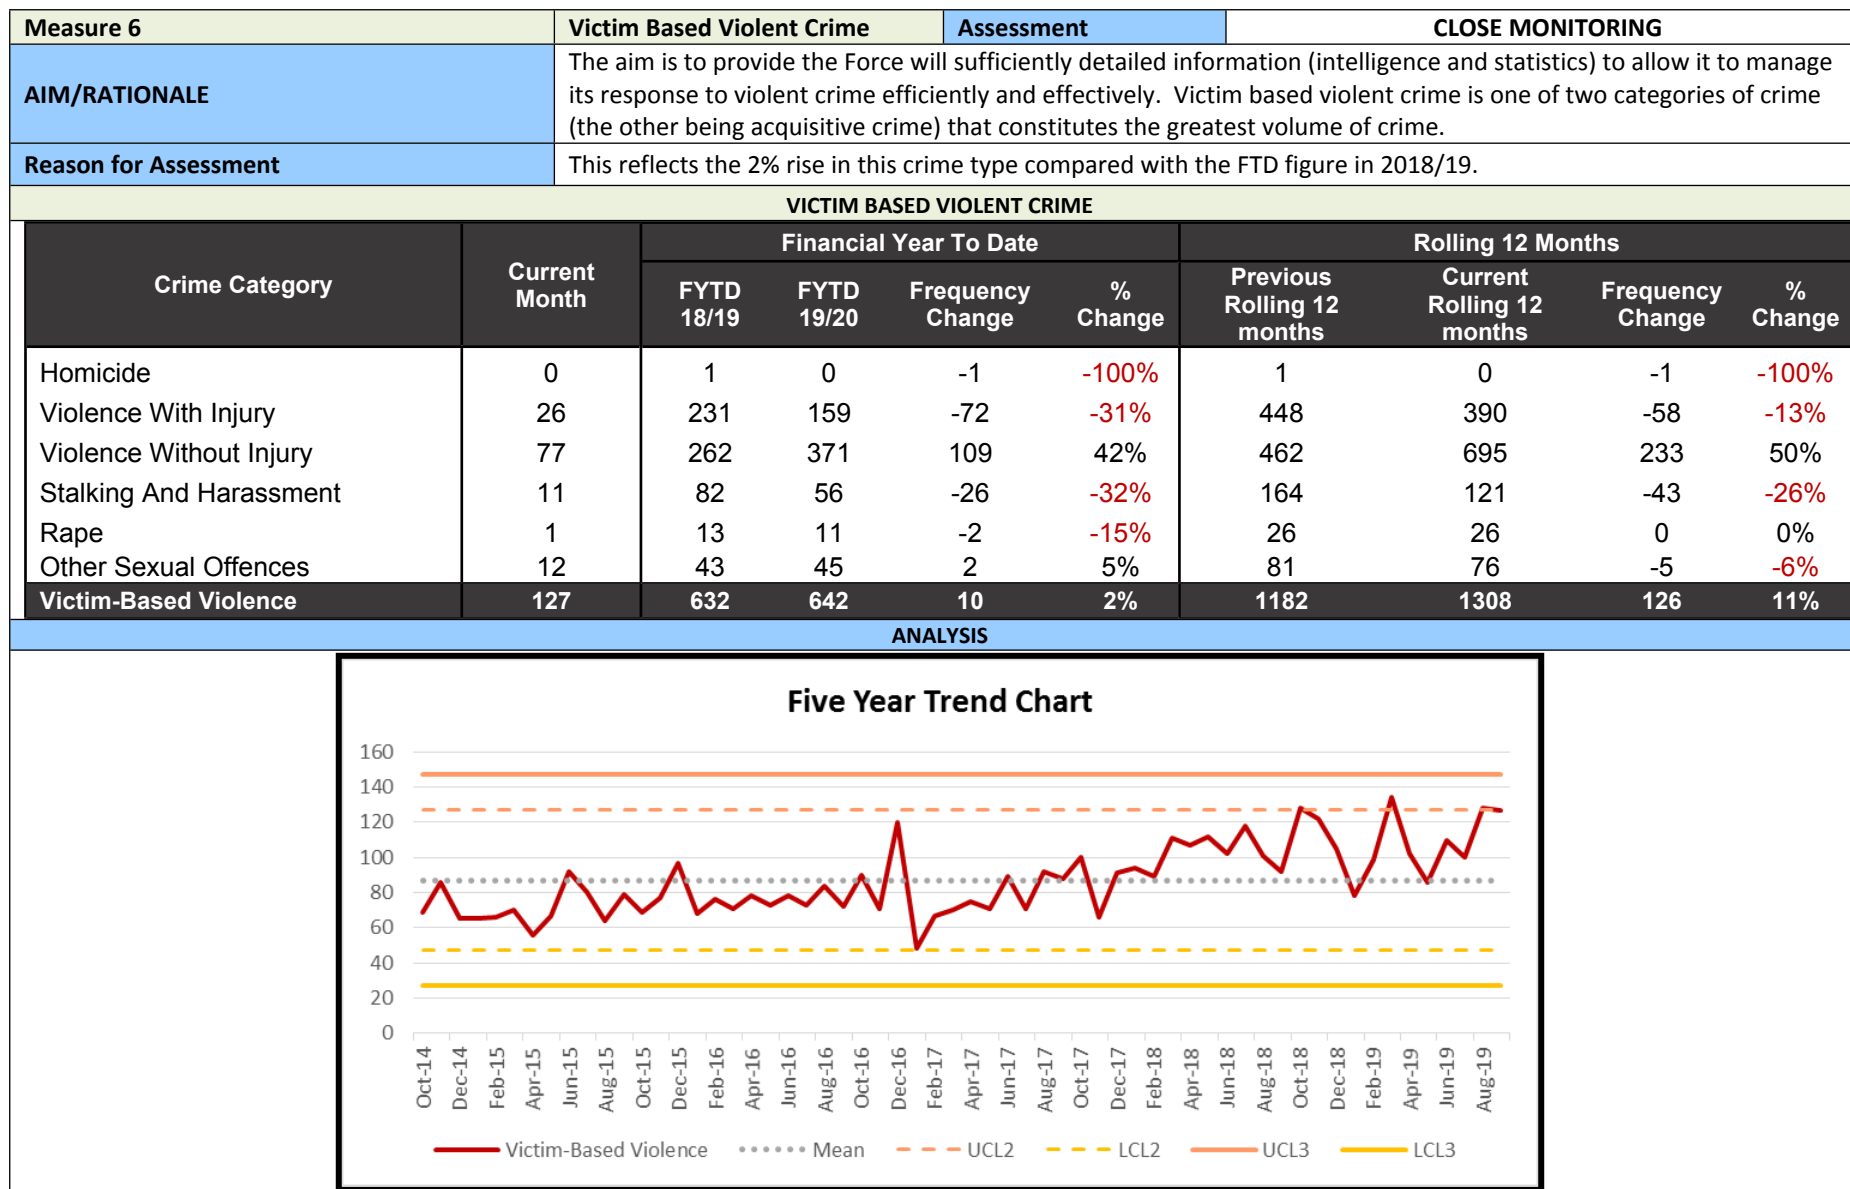 Measure 6 Victim Based Violent Crime Assessment CLOSE MONITORING
AIM/RATIONALE
The aim is to provide the Force will sufficiently detailed information (intelligence and statistics) to allow it to manage
its response to violent crime efficiently and effectively. Victim based violent crime is one of two categories of crime
(the other being acquisitive crime) that constitutes the greatest volume of crime.
Reason for Assessment This reflects the 2% rise in this crime type compared with the FTD figure in 2018/19.
VICTIM BASED VIOLENT CRIME
Crime Category
Current
Month
Financial Year To Date
FYTD
18/19
FYTD
19/20
Frequency
Change
%
Change
Rolling 12 Months
Previous
Rolling 12
months
Current
Rolling 12
months
Frequency
Change
%
Change
Homicide 0 1 0 -1 -100% 1 0 -1 -100%
Violence With Injury 26 231 159 -72 -31% 448 390 -58 -13%
Violence Without Injury 77 262 371 109 42% 462 695 233 50%
Stalking And Harassment 11 82 56 -26 -32% 164 121 -43 -26%
Rape 1 13 11 -2 -15% 26 26 0 0%
Other Sexual Offences 12 43 45 2 5% 81 76 -5 -6%
Victim-Based Violence 127 632 642 10 2% 1182 1308 126 11%
ANALYSIS
Five Year Trend Chart
160
140
120
100
80
60
40
20
0
Oct-14
Dec-14
Feb-15
Apr-15
Jun-15
Aug-15
Oct-15
Dec-15
Feb-16
Apr-16
Jun-16
Aug-16
Oct-16
Dec-16
Feb-17
Apr-17
Jun-17
Aug-17
Oct-17
Dec-17
Feb-18
Apr-18
Jun-18
Aug-18
Oct-18
Dec-18
Feb-19
Apr-19
Jun-19
Aug-19
Victim-Based Violence Mean UCL2 LCL2 UCL3 LCL3